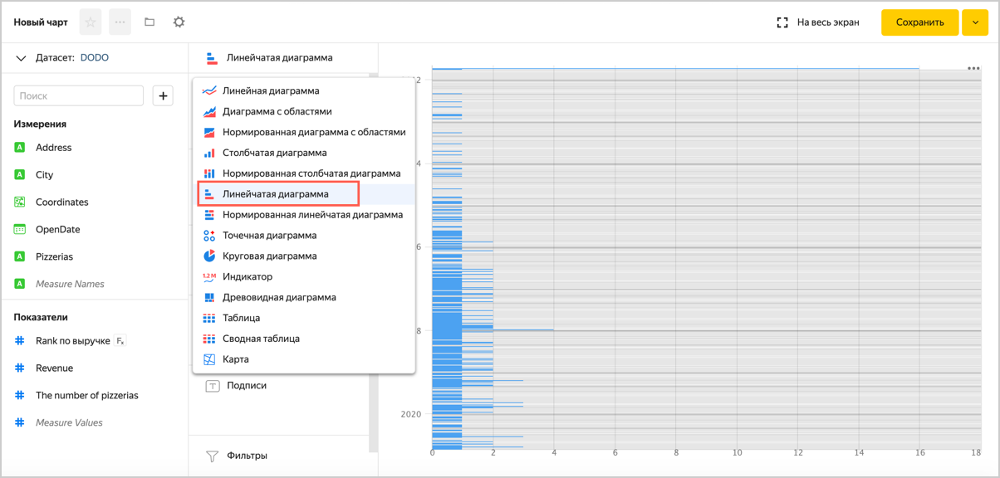 Новый чарт
На весь экран
Сохранить
Датасет: DODO
Линейчатая диаграмма
Поиск
Измерения
Address
City
Coordinates
OpenDate
Pizzerias
Measure Names
Показатели
Rank по выручке Fx
Revenue
The number of pizzerias
Measure Values
Линейная диаграмма
Диаграмма с областями
Нормированная диаграмма с областями
Столбчатая диаграмма
Нормированная столбчатая диаграмма
Линейчатая диаграмма
Нормированная линейчатая диаграмма
Точечная диаграмма
Круговая диаграмма
1.2M Индикатор
Древовидная диаграмма
Таблица
Сводная таблица
Карта
Подписи
Фильтры
12
4
6
8
2020
0 2 4 6 8 10 12 14 16 18